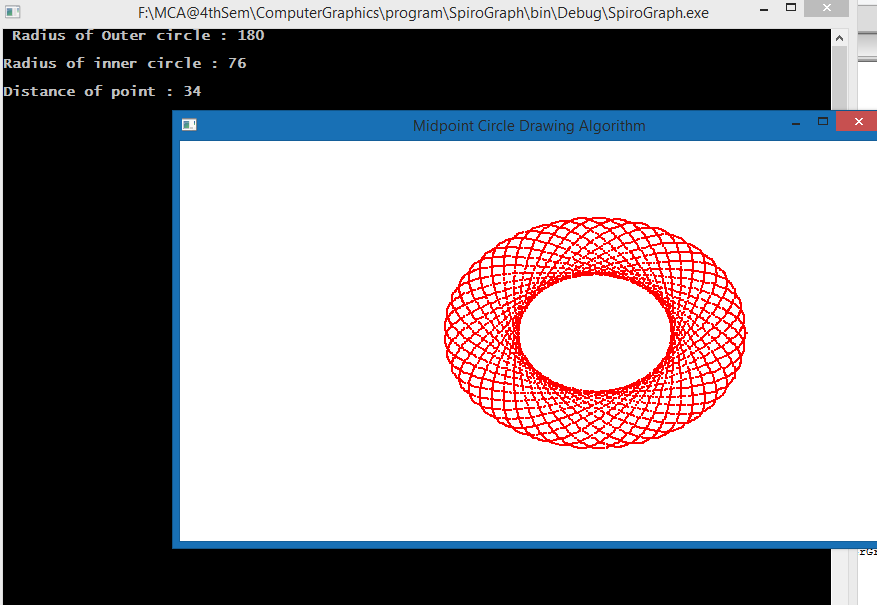 F:\MCA@4thSem\ComputerGraphics\program\SpiroGraph\bin\Debug\SpiroGraph.exe
Radius of Outer circle : 180
Radius of inner circle : 76
Distance of point : 34
Midpoint Circle Drawing Algorithm